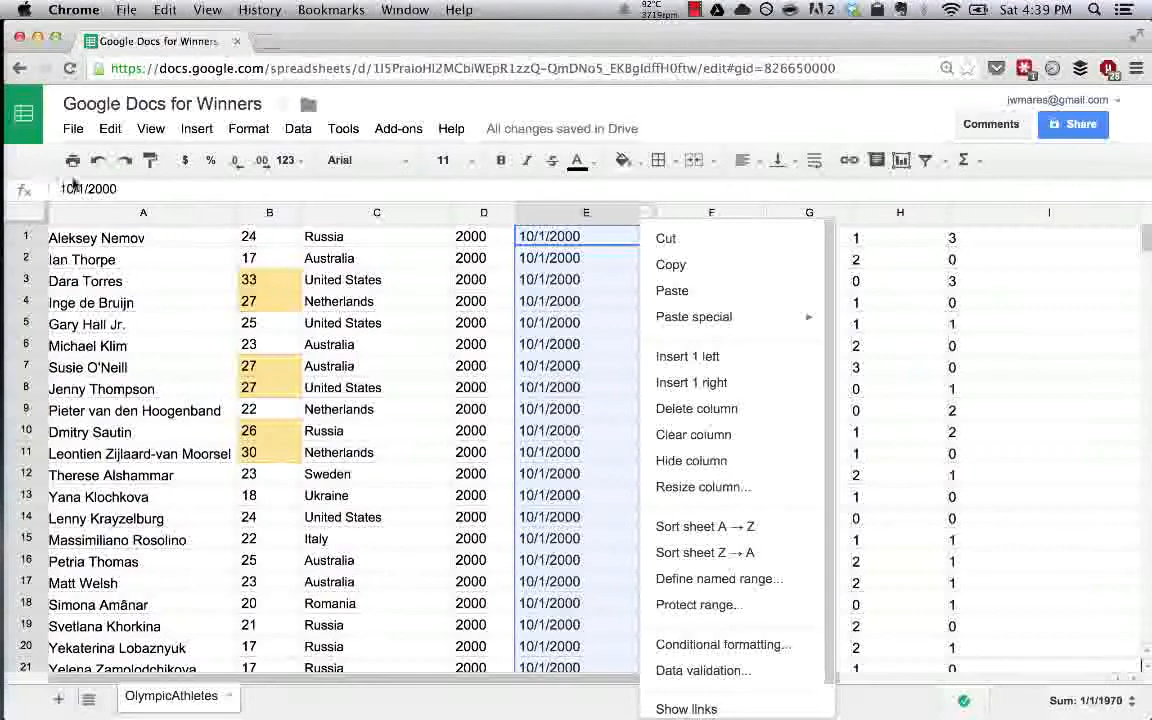 Chrome File Edit View History Bookmarks Window Help 92°C 3719rpm 2 Sat 4:39 PM
Google Docs for Winners ×
docs.google.com/spreadsheets/d/
Google Docs for Winners jwmares@gmail.com
File Edit View Insert Format Data Tools Add-ons Help All changes saved in Drive Comments Share
$ % .0 .00 123 Arial 11 B I S A Σ
fx 10/1/2000
A B C D E F G H I
1 Aleksey Nemov 24 Russia 2000 10/1/2000 1 3
2 Ian Thorpe 17 Australia 2000 10/1/2000 2 0
3 Dara Torres 33 United States 2000 10/1/2000 0 3
4 Inge de Bruijn 27 Netherlands 2000 10/1/2000 1 0
5 Gary Hall Jr. 25 United States 2000 10/1/2000 1 1
6 Michael Klim 23 Australia 2000 10/1/2000 2 0
7 Susie O'Neill 27 Australia 2000 10/1/2000 3 0
8 Jenny Thompson 27 United States 2000 10/1/2000 0 1
9 Pieter van den Hoogenband 22 Netherlands 2000 10/1/2000 0 2
10 Dmitry Sautin 26 Russia 2000 10/1/2000 1 2
11 Leontien Zijlaard-van Moorsel 30 Netherlands 2000 10/1/2000 1 0
12 Therese Alshammar 23 Sweden 2000 10/1/2000 2 1
13 Yana Klochkova 18 Ukraine 2000 10/1/2000 1 0
14 Lenny Krayzelburg 24 United States 2000 10/1/2000 0 0
15 Massimiliano Rosolino 22 Italy 2000 10/1/2000 1 1
16 Petria Thomas 25 Australia 2000 10/1/2000 2 1
17 Matt Welsh 23 Australia 2000 10/1/2000 2 1
18 Simona Amânar 20 Romania 2000 10/1/2000 0 1
19 Svetlana Khorkina 21 Russia 2000 10/1/2000 2 0
20 Yekaterina Lobaznyuk 17 Russia 2000 10/1/2000 2 1
21 Yelena Zamolodchikova 17 Russia 2000 10/1/2000 1 0
Cut
Copy
Paste
Paste special
Insert 1 left
Insert 1 right
Delete column
Clear column
Hide column
Resize column...
Sort sheet A → Z
Sort sheet Z → A
Define named range...
Protect range...
Conditional formatting...
Data validation...
Show links
OlympicAthletes Sum: 1/1/1970